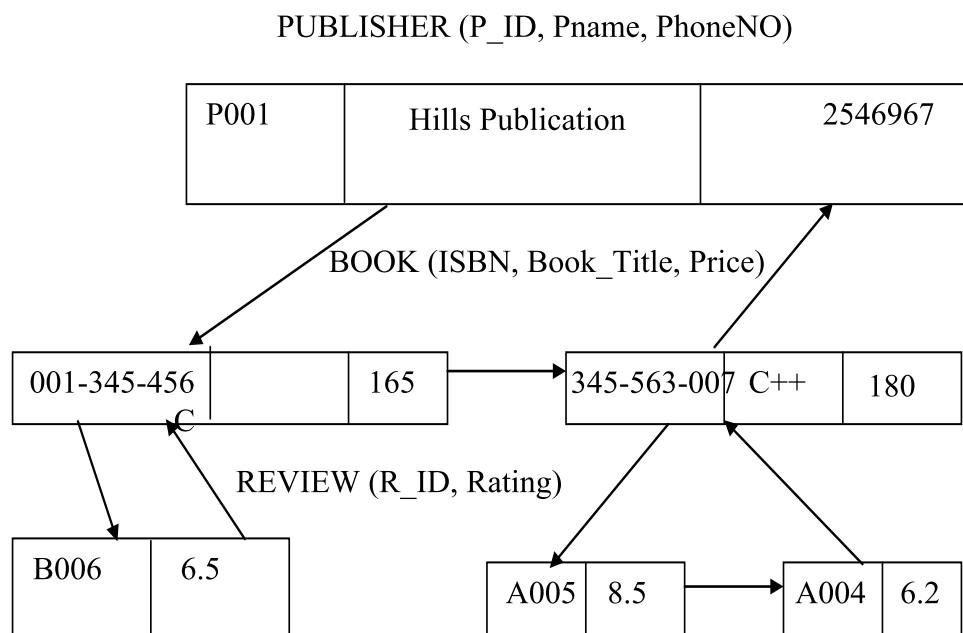 PUBLISHER (P_ID, Pname, PhoneNO)
P001 Hills Publication 2546967
BOOK (ISBN, Book_Title, Price)
001-345-456 165 345-563-007 C++ 180
C
REVIEW (R_ID, Rating)
B006 6.5 A005 8.5 A004 6.2